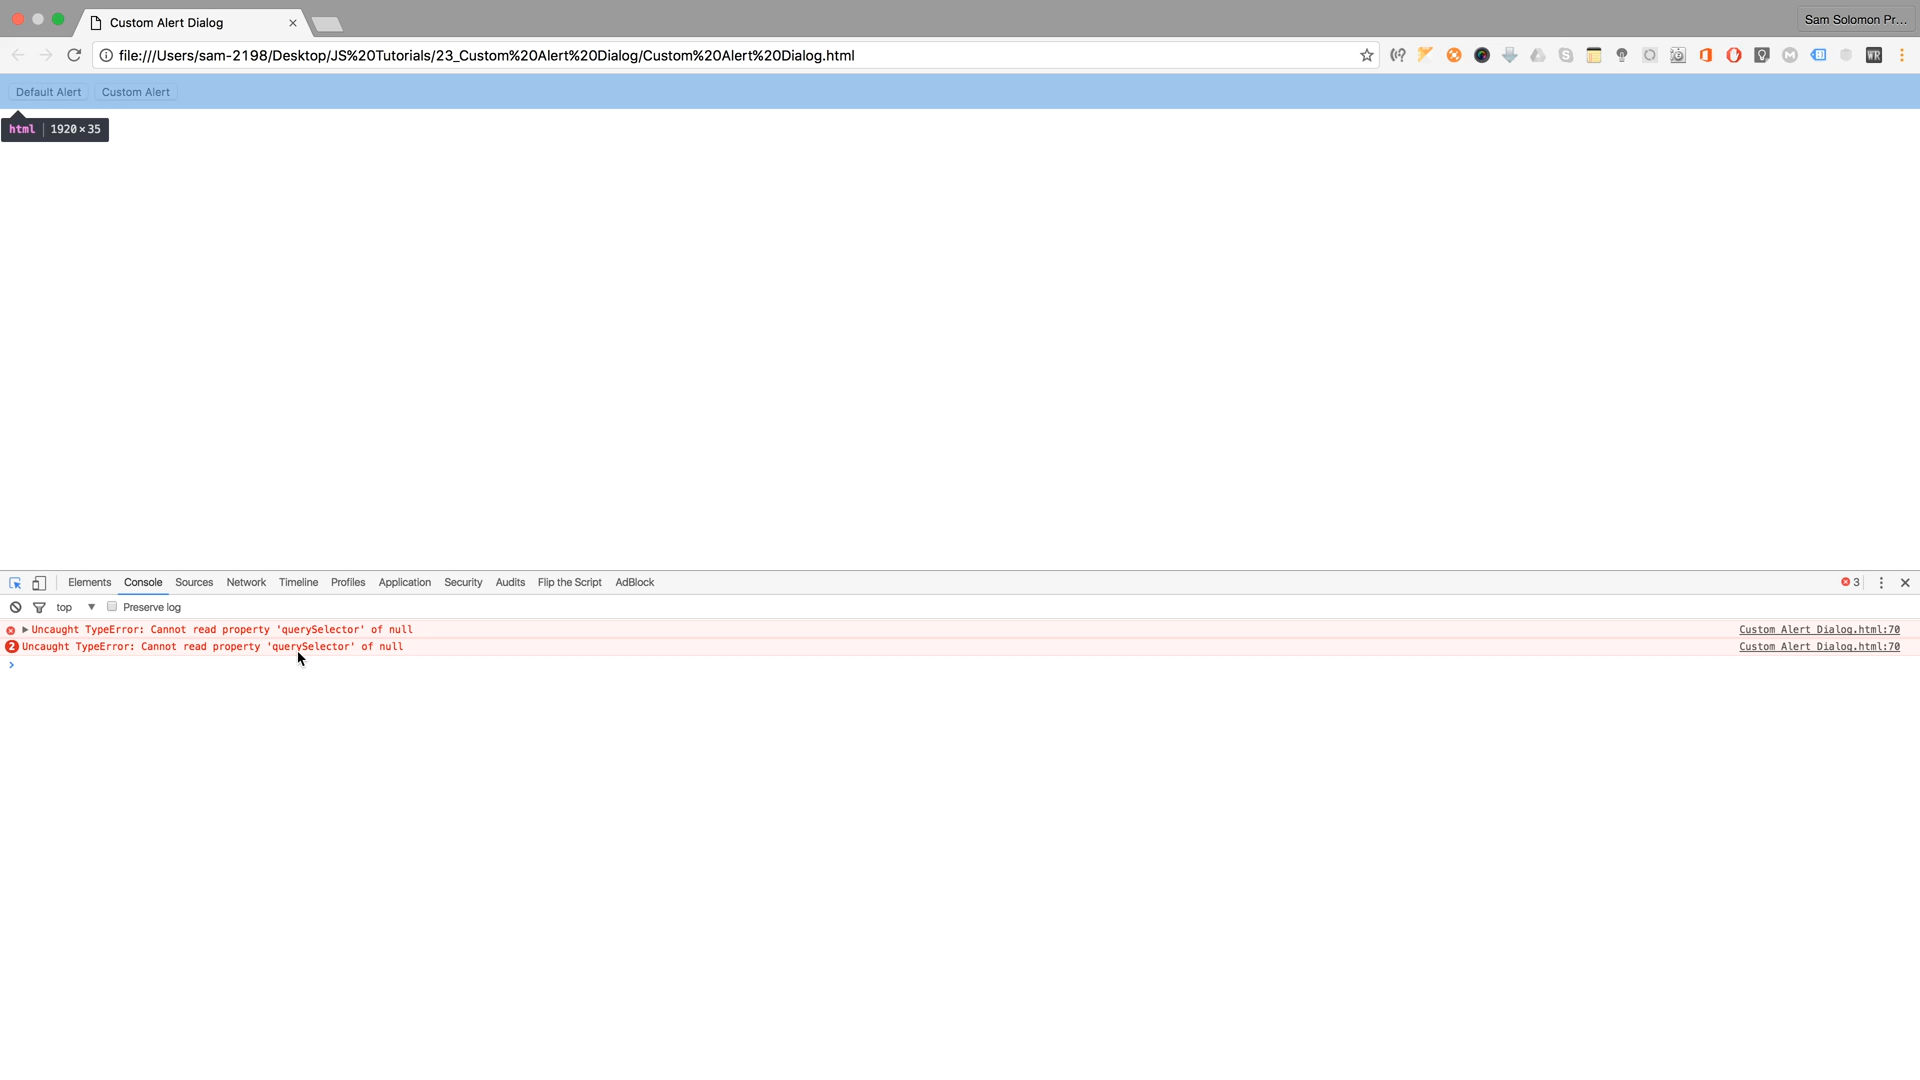 Custom Alert Dialog
Sam Solomon Pr...
file:///Users/sam-2198/Desktop/JS%20Tutorials/23_Custom%20Alert%20Dialog/Custom%20Alert%20Dialog.html
WR
Default Alert Custom Alert
html 1920×35
Elements Console Sources Network Timeline Profiles Application Security Audits Flip the Script AdBlock 3
top Preserve log
Uncaught TypeError: Cannot read property 'querySelector' of null Custom Alert Dialog.html:70
2 Uncaught TypeError: Cannot read property 'querySelector' of null Custom Alert Dialog.html:70